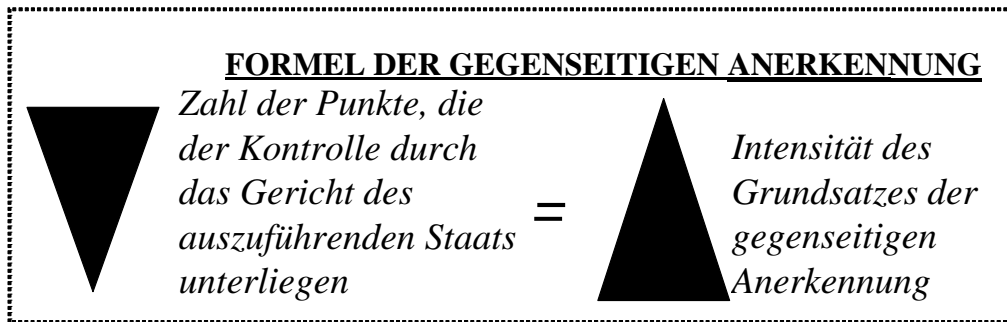 FORMEL DER GEGENSEITIGEN ANERKENNUNG
Zahl der Punkte, die
der Kontrolle durch
das Gericht des
auszuführenden Staats
unterliegen
=
Intensität des
Grundsatzes der
gegenseitigen
Anerkennung